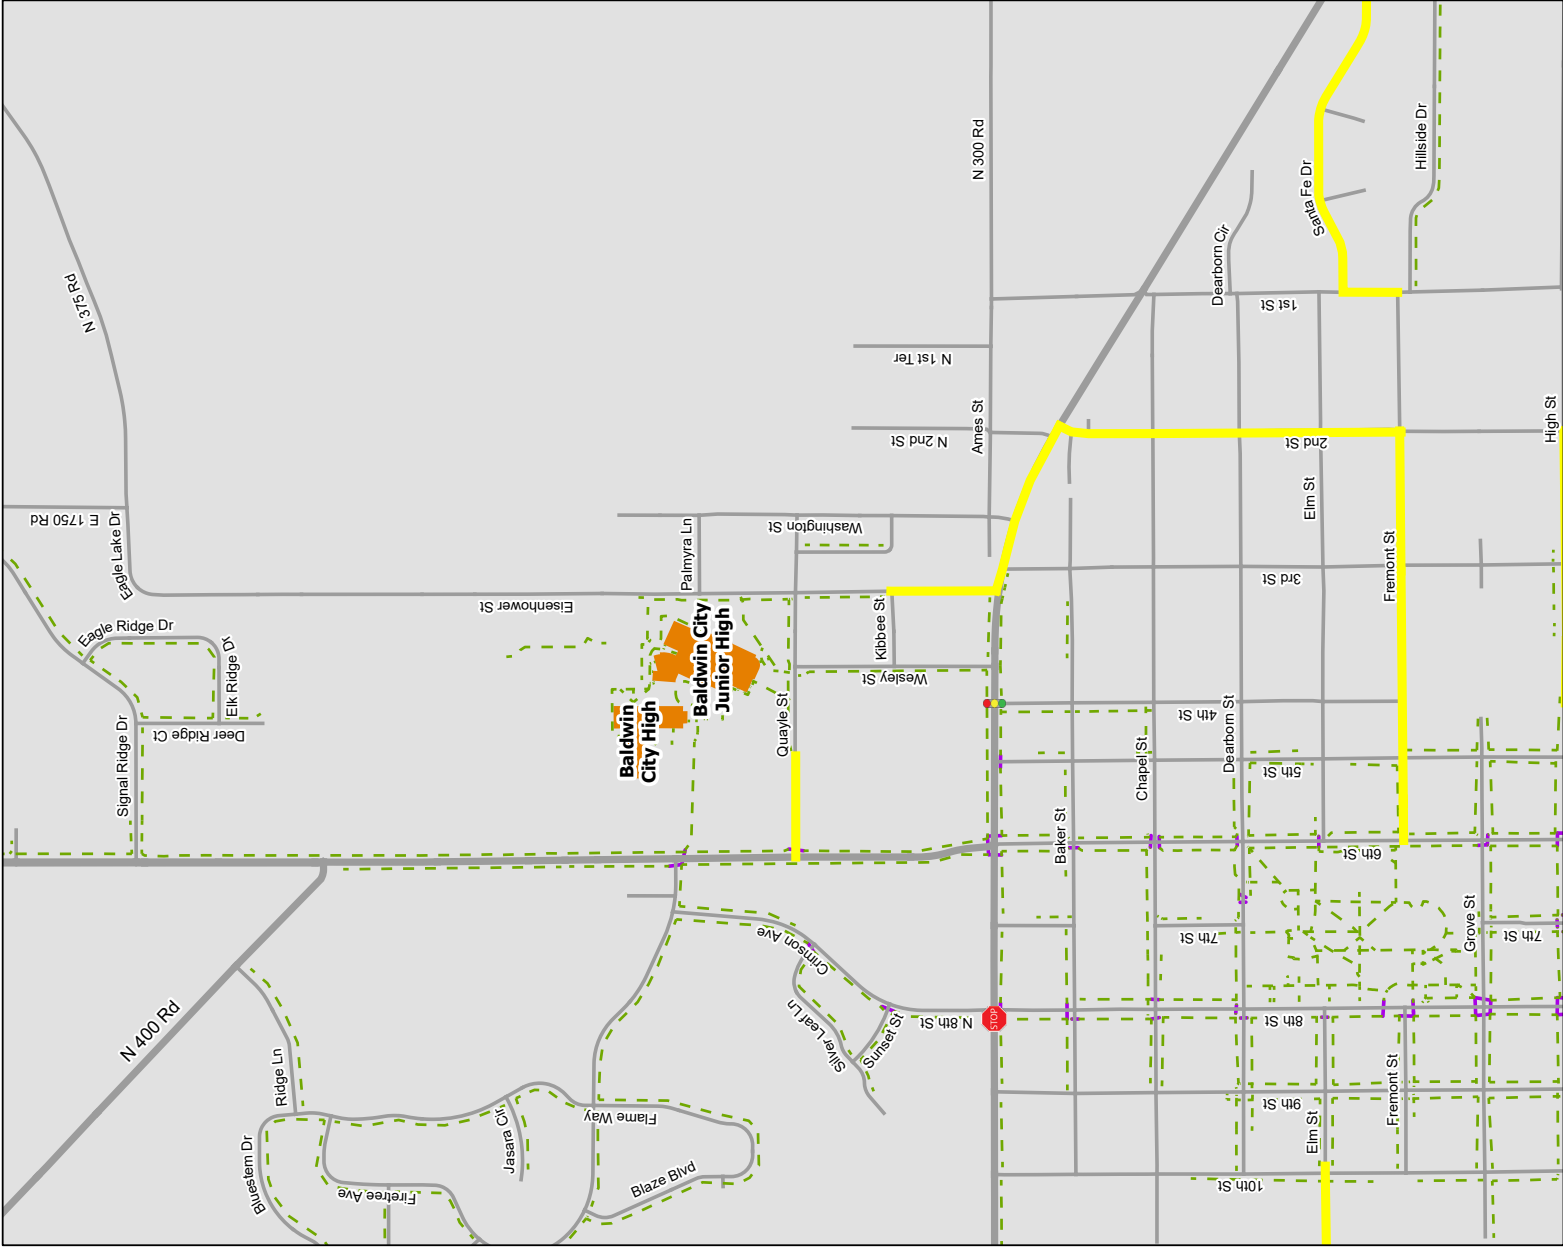 N 300 Rd
Hillside Dr
Santa Fe Dr
Dearborn Cir
N 375 Rd
1st St
N 1st Ter
Ames St
High St
N 2nd St
2nd St
Elm St
E 1750 Rd
Eagle Lake Dr
Washington St
Palmyra Ln
Fremont St
3rd St
Eisenhower St
Kibbee St
Eagle Ridge Dr
Elk Ridge Dr
Baldwin City
Junior High
Wesley St
Quayle St
4th St
Dearborn St
Deer Ridge Ct
Signal Ridge Dr
Baldwin
City High
Chapel St
5th St
Baker St
6th St
Grove St
7th St
7th St
Crimson Ave
N 400 Rd
Silver Leaf Ln
Sunset St
N 8th St
STOP
8th St
Ridge Ln
Fremont St
9th St
Elm St
Flame Way
Jasara Cir
Bluestem Dr
Firetree Ave
Blaze Blvd
10th St